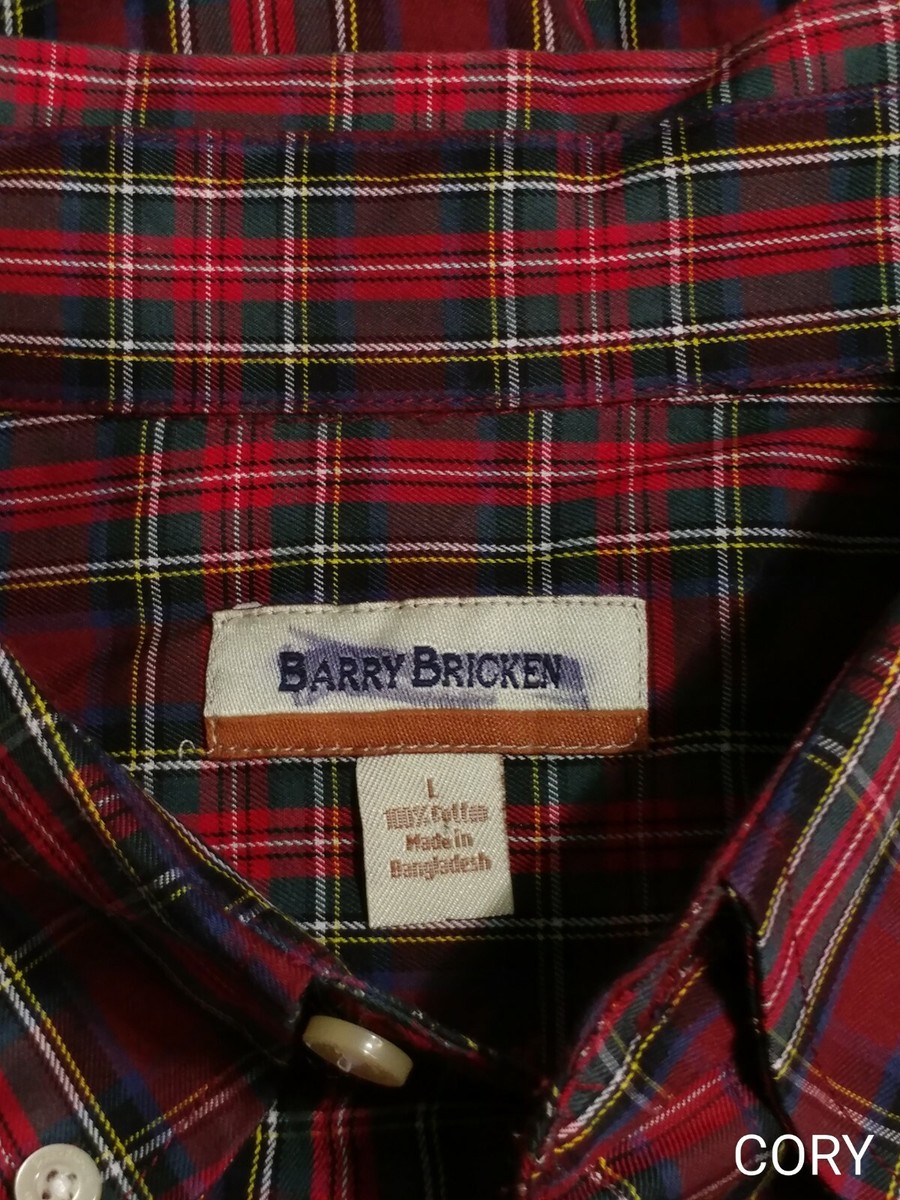 BARRY BRICKEN
L
100% Cotton
Made in
Bangladesh
CORY